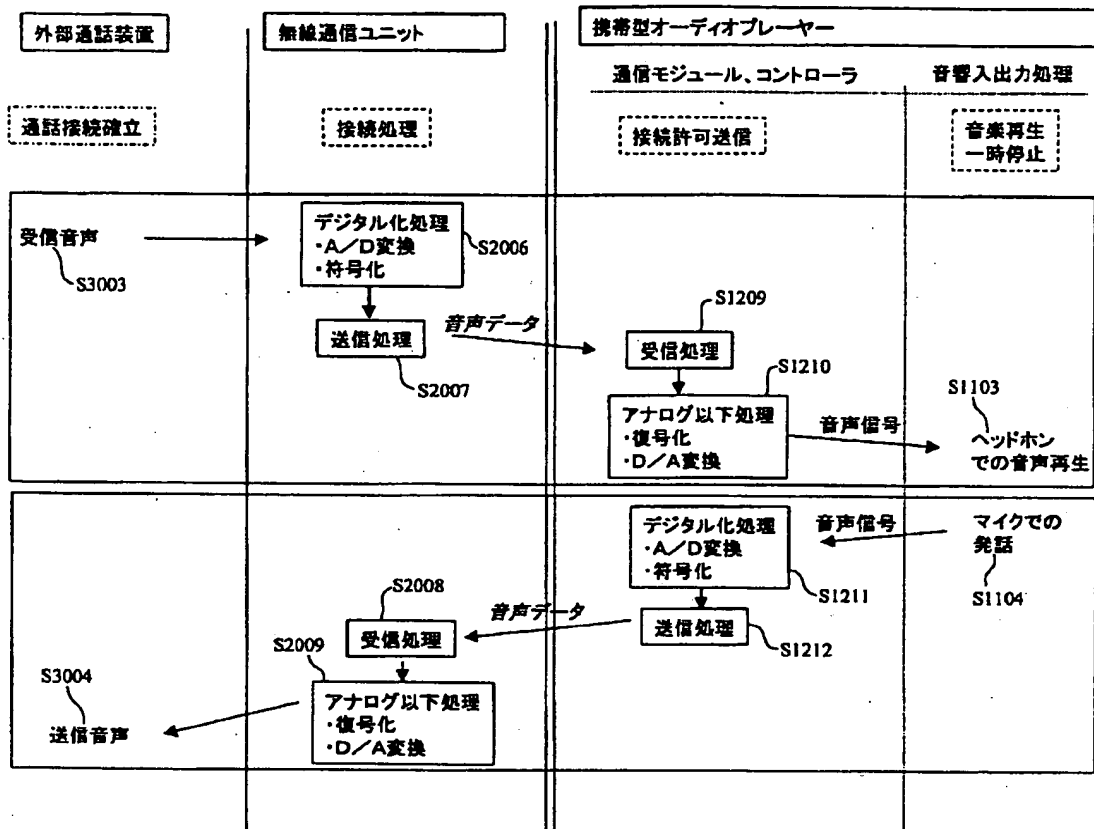 外部通話装置
無線通信ユニット
携帯型オーディオプレーヤー
通信モジュール、コントローラ
音響入出力処理
通話接続確立
接続処理
接続許可送信
音楽再生
一時停止
受信音声
S3003
デジタル化処理
・A/D変換
・符号化
S2006
送信処理
S2007
音声データ
S1209
受信処理
S1210
アナログ以下処理
・復号化
・D/A変換
音声信号
S1103
ヘッドホン
での音声再生
マイクでの
発話
S1104
音声信号
デジタル化処理
・A/D変換
・符号化
S1211
送信処理
S1212
音声データ
S2008
受信処理
S2009
アナログ以下処理
・復号化
・D/A変換
S3004
送信音声